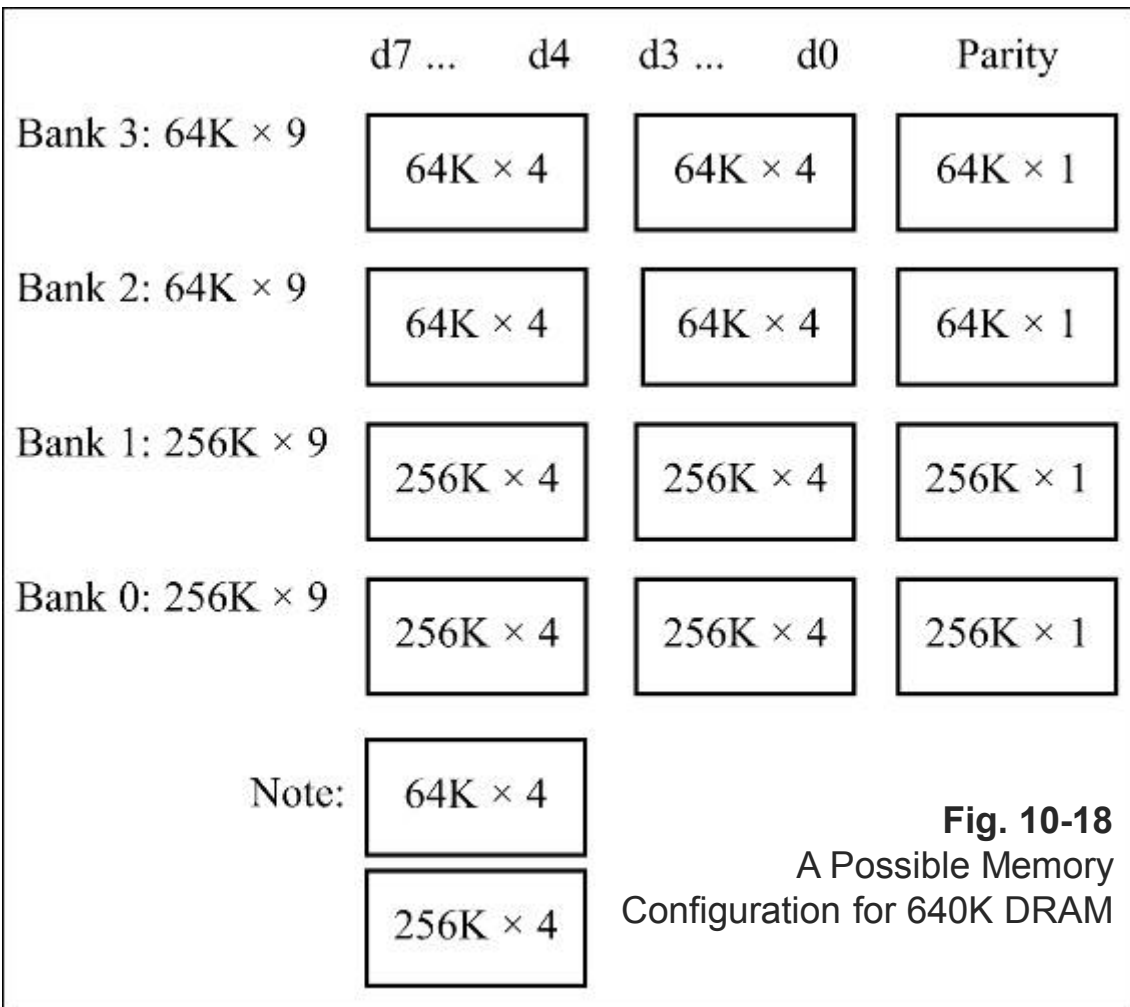 d7 ... d4 d3 ... d0 Parity
Bank 3: 64K × 9
64K × 4 64K × 4 64K × 1
Bank 2: 64K × 9
64K × 4 64K × 4 64K × 1
Bank 1: 256K × 9
256K × 4 256K × 4 256K × 1
Bank 0: 256K × 9
256K × 4 256K × 4 256K × 1
Note: 64K × 4
256K × 4
Fig. 10-18
A Possible Memory
Configuration for 640K DRAM